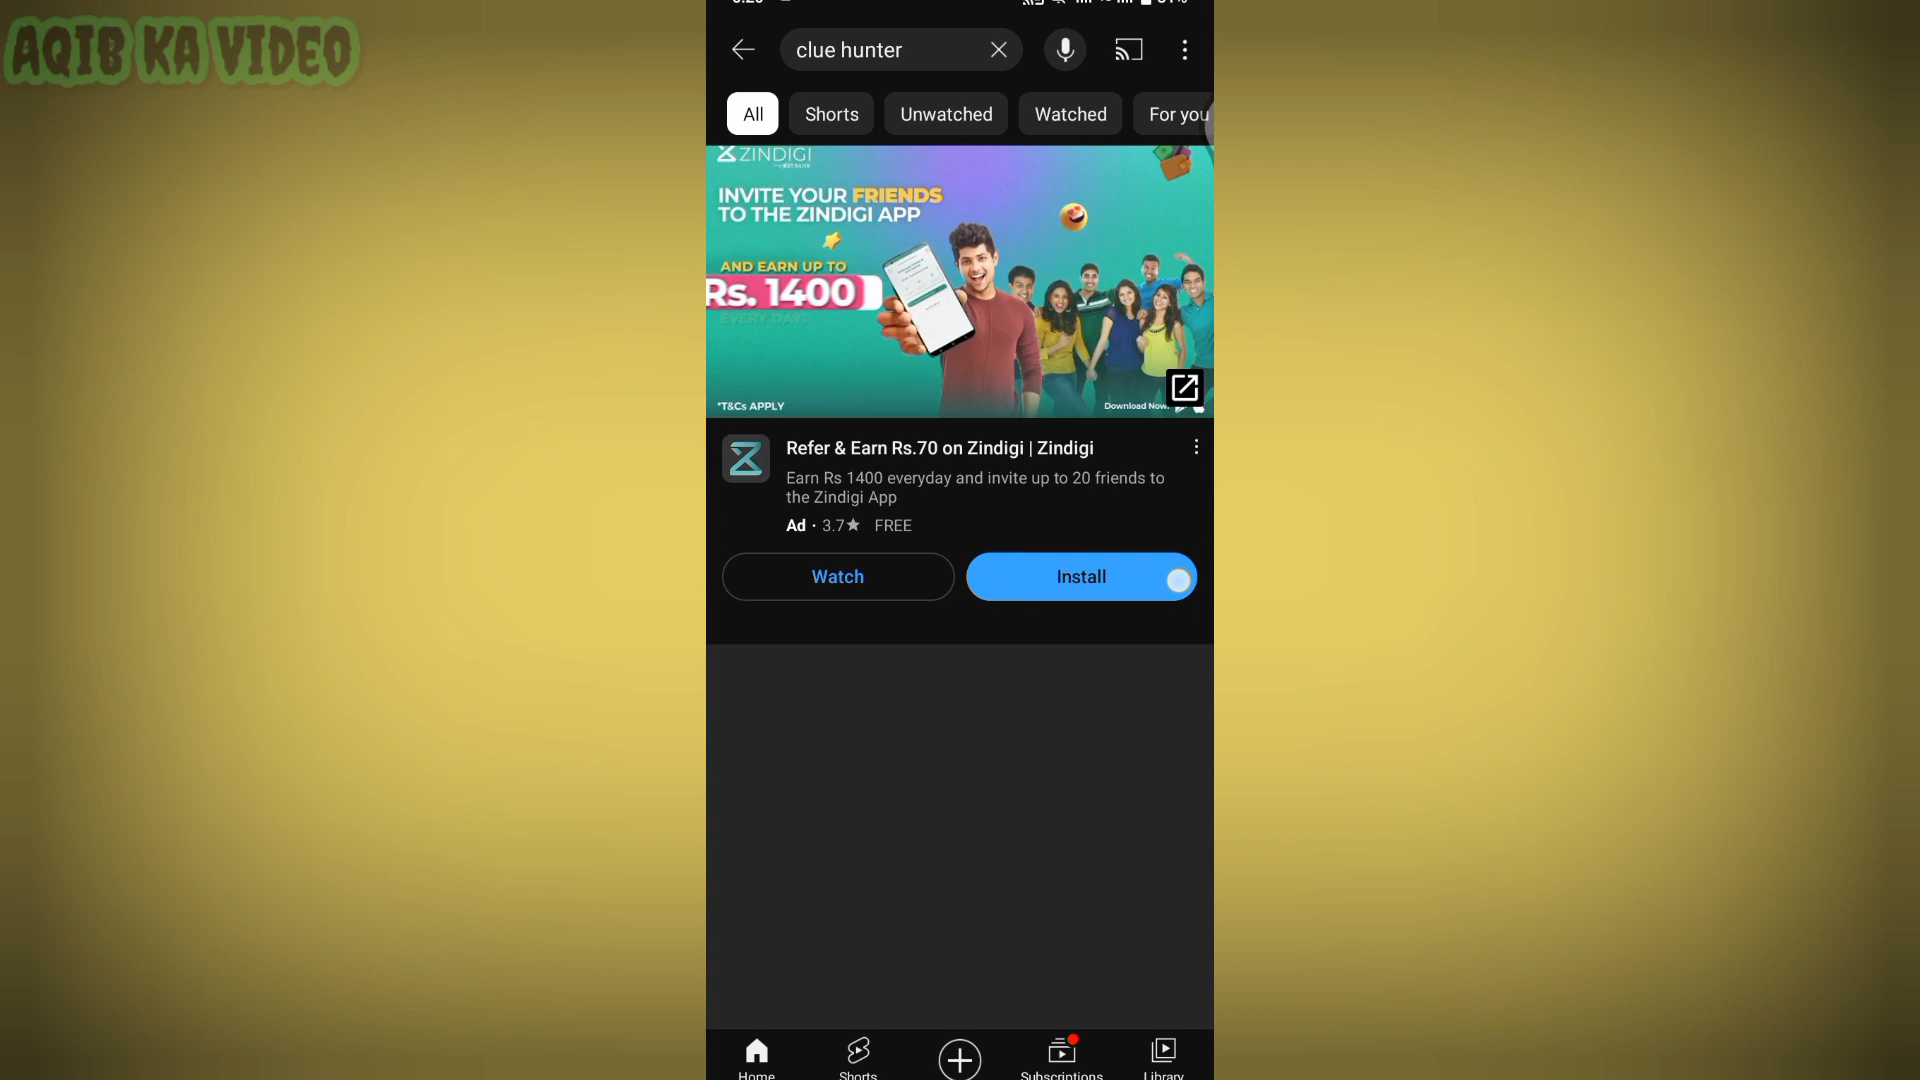 AQIB KA VIDEO
clue hunter
All
Shorts
Unwatched
Watched
For you
ZINDIGI
INVITE YOUR FRIENDS
TO THE ZINDIGI APP
AND EARN UP TO
Rs. 1400
EVERY DAY!
*T&Cs APPLY
Download Now
Refer & Earn Rs.70 on Zindigi | Zindigi
Earn Rs 1400 everyday and invite up to 20 friends to
the Zindigi App
Ad · 3.7★ FREE
Watch
Install
Home
Shorts
Subscriptions
Library